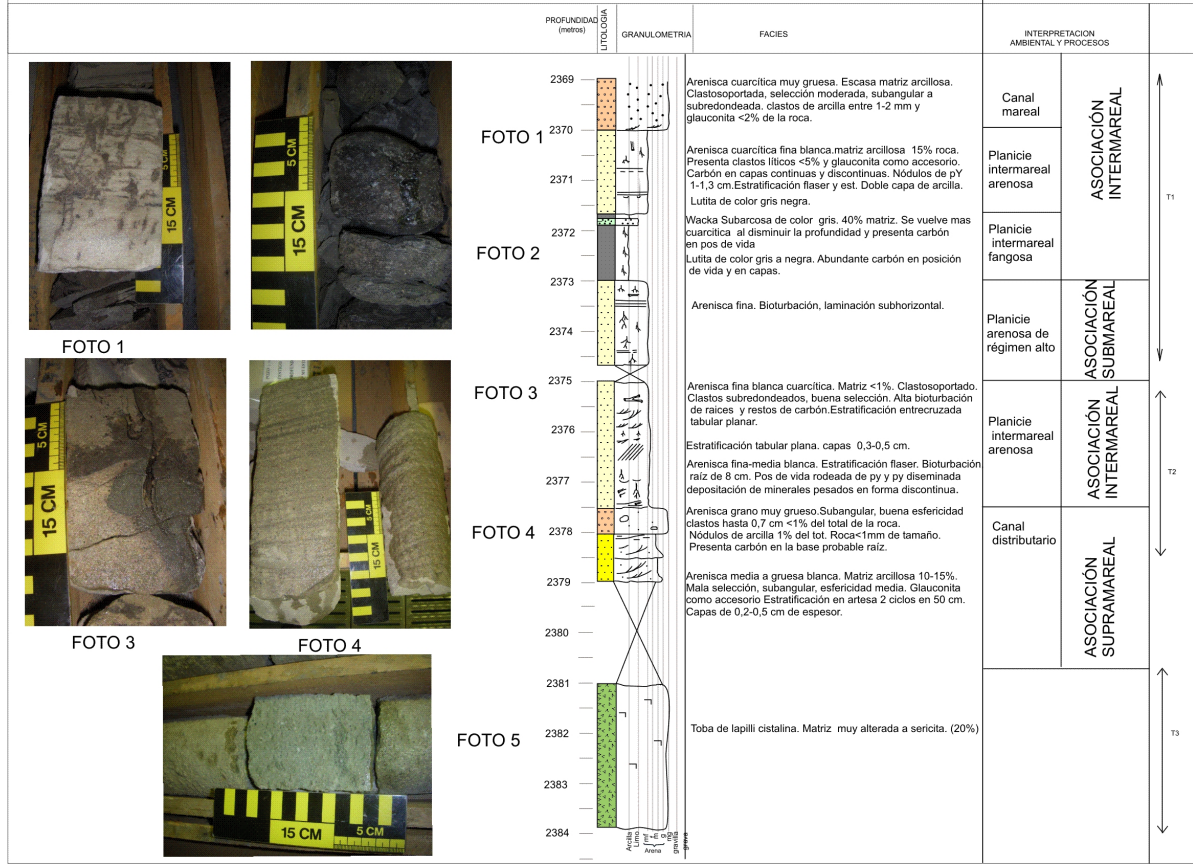 PROFUNDIDAD
(metros)
LITOLOGIA
GRANULOMETRIA
FACIES
INTERPRETACION
AMBIENTAL Y PROCESOS
2369
2370
2371
2372
2373
2374
2375
2376
2377
2378
2379
2380
2381
2382
2383
2384
FOTO 1
FOTO 2
FOTO 3
FOTO 4
FOTO 5
Arenisca cuarcítica muy gruesa. Escasa matriz arcillosa.
Clastosoportada, selección moderada, subangular a
subredondeada. clastos de arcilla entre 1-2 mm y
glauconita <2% de la roca.
Arenisca cuarcítica fina blanca.matriz arcillosa 15% roca.
Presenta clastos líticos <5% y glauconita como accesorio.
Carbón en capas continuas y discontinuas. Nódulos de pY
1-1,3 cm.Estratificación flaser y est. Doble capa de arcilla.
Lutita de color gris negra.
Wacka Subarcosa de color gris. 40% matriz. Se vuelve mas
cuarcitica al disminuir la profundidad y presenta carbón
en pos de vida
Lutita de color gris a negra. Abundante carbón en posición
de vida y en capas.
Arenisca fina. Bioturbación, laminación subhorizontal.
Arenisca fina blanca cuarcítica. Matriz <1%. Clastosoportado.
Clastos subredondeados, buena selección. Alta bioturbación
de raices y restos de carbón.Estratificación entrecruzada
tabular planar.
Estratificación tabular plana. capas 0,3-0,5 cm.
Arenisca fina-media blanca. Estratificación flaser. Bioturbación
raíz de 8 cm. Pos de vida rodeada de py y py diseminada
depositación de minerales pesados en forma discontinua.
Arenisca grano muy grueso.Subangular, buena esfericidad
clastos hasta 0,7 cm <1% del total de la roca.
Nódulos de arcilla 1% del tot. Roca<1mm de tamaño.
Presenta carbón en la base probable raíz.
Arenisca media a gruesa blanca. Matriz arcillosa 10-15%.
Mala selección, subangular, esfericidad media. Glauconita
como accesorio Estratificación en artesa 2 ciclos en 50 cm.
Capas de 0,2-0,5 cm de espesor.
Toba de lapilli cistalina. Matriz muy alterada a sericita. (20%)
Canal
mareal
Planicie
intermareal
arenosa
Planicie
intermareal
fangosa
Planicie
arenosa de
régimen alto
Planicie
intermareal
arenosa
Canal
distributario
ASOCIACIÓN
INTERMAREAL
ASOCIACIÓN
SUBMAREAL
ASOCIACIÓN
INTERMAREAL
ASOCIACIÓN
SUPRAMAREAL
T1
T2
T3
Arcilla
Limo
mf
f
m
g
mg
gravilla
grava
Arena
FOTO 1
FOTO 3
FOTO 4
5 CM
15 CM
5 CM
15 CM
5 CM
15 CM
5 CM
15 CM
15 CM
5 CM